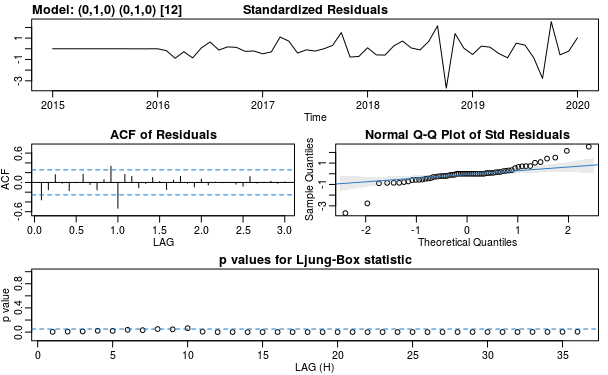 Model: (0,1,0) (0,1,0) [12] Standardized Residuals
1
-1
-3
2015 2016 2017 2018 2019 2020
Time
ACF of Residuals
ACF
0.6
0.0
-0.6
0.0 0.5 1.0 1.5 2.0 2.5 3.0
LAG
Normal Q-Q Plot of Std Residuals
Sample Quantiles
1
-1
-3
-2 -1 0 1 2
Theoretical Quantiles
p values for Ljung-Box statistic
p value
0.8
0.4
0.0
0 5 10 15 20 25 30 35
LAG (H)